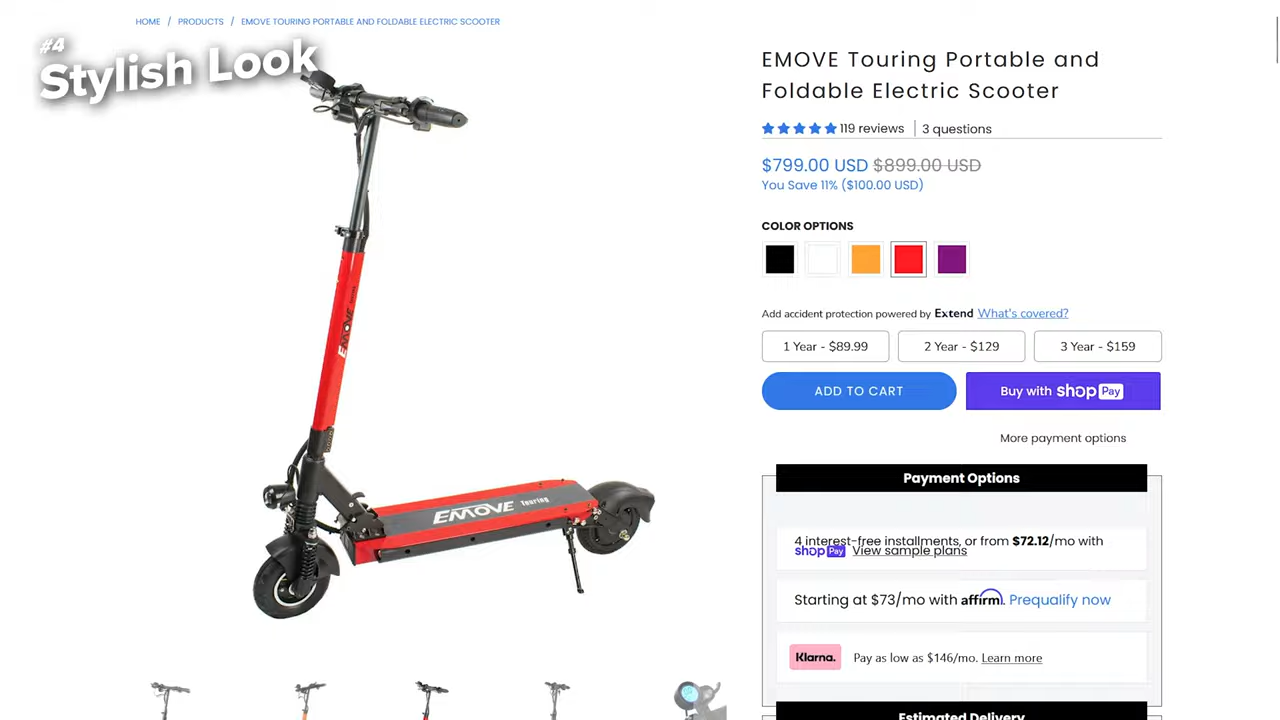 HOME / PRODUCTS / EMOVE TOURING PORTABLE AND FOLDABLE ELECTRIC SCOOTER
#4
Stylish Look
EMOVE Touring Portable and
Foldable Electric Scooter
119 reviews | 3 questions
$799.00 USD $899.00 USD
You Save 11% ($100.00 USD)
COLOR OPTIONS
Add accident protection powered by Extend What's covered?
1 Year - $89.99 2 Year - $129 3 Year - $159
ADD TO CART Buy with shop Pay
More payment options
Payment Options
4 interest-free installments, or from $72.12/mo with
shop Pay View sample plans
Starting at $73/mo with affirm. Prequalify now
Klarna. Pay as low as $146/mo. Learn more
Estimated Delivery
EMOVE
EMOVE Touring